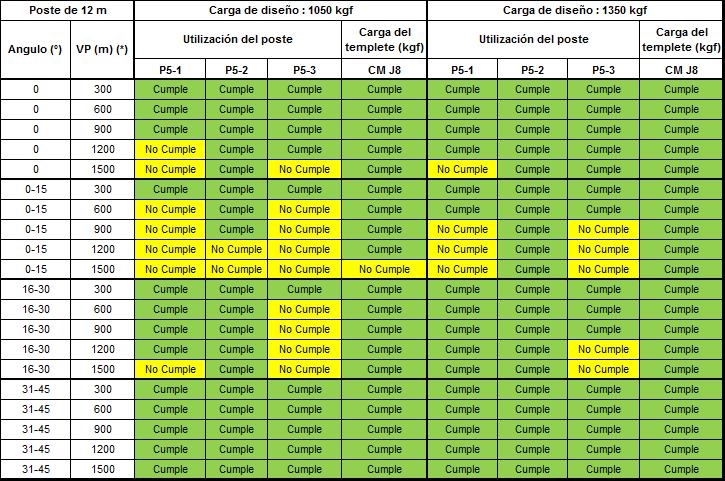 Poste de 12 m Carga de diseño : 1050 kgf Carga de diseño : 1350 kgf
Angulo (°) VP (m) (*) Utilización del poste Carga del templete (kgf) Utilización del poste Carga del templete (kgf)
P5-1 P5-2 P5-3 CM J8 P5-1 P5-2 P5-3 CM J8
0 300 Cumple Cumple Cumple Cumple Cumple Cumple Cumple Cumple
0 600 Cumple Cumple Cumple Cumple Cumple Cumple Cumple Cumple
0 900 Cumple Cumple Cumple Cumple Cumple Cumple Cumple Cumple
0 1200 No Cumple Cumple Cumple Cumple Cumple Cumple Cumple Cumple
0 1500 No Cumple Cumple No Cumple Cumple No Cumple Cumple Cumple Cumple
0-15 300 Cumple Cumple Cumple Cumple Cumple Cumple Cumple Cumple
0-15 600 No Cumple Cumple No Cumple Cumple Cumple Cumple Cumple Cumple
0-15 900 No Cumple Cumple No Cumple Cumple No Cumple Cumple No Cumple Cumple
0-15 1200 No Cumple No Cumple No Cumple Cumple No Cumple Cumple No Cumple Cumple
0-15 1500 No Cumple No Cumple No Cumple No Cumple No Cumple Cumple No Cumple Cumple
16-30 300 Cumple Cumple Cumple Cumple Cumple Cumple Cumple Cumple
16-30 600 Cumple Cumple No Cumple Cumple Cumple Cumple Cumple Cumple
16-30 900 Cumple Cumple No Cumple Cumple Cumple Cumple Cumple Cumple
16-30 1200 Cumple Cumple No Cumple Cumple Cumple Cumple No Cumple Cumple
16-30 1500 No Cumple Cumple No Cumple Cumple Cumple Cumple No Cumple Cumple
31-45 300 Cumple Cumple Cumple Cumple Cumple Cumple Cumple Cumple
31-45 600 Cumple Cumple Cumple Cumple Cumple Cumple Cumple Cumple
31-45 900 Cumple Cumple Cumple Cumple Cumple Cumple Cumple Cumple
31-45 1200 Cumple Cumple Cumple Cumple Cumple Cumple Cumple Cumple
31-45 1500 Cumple Cumple Cumple Cumple Cumple Cumple Cumple Cumple